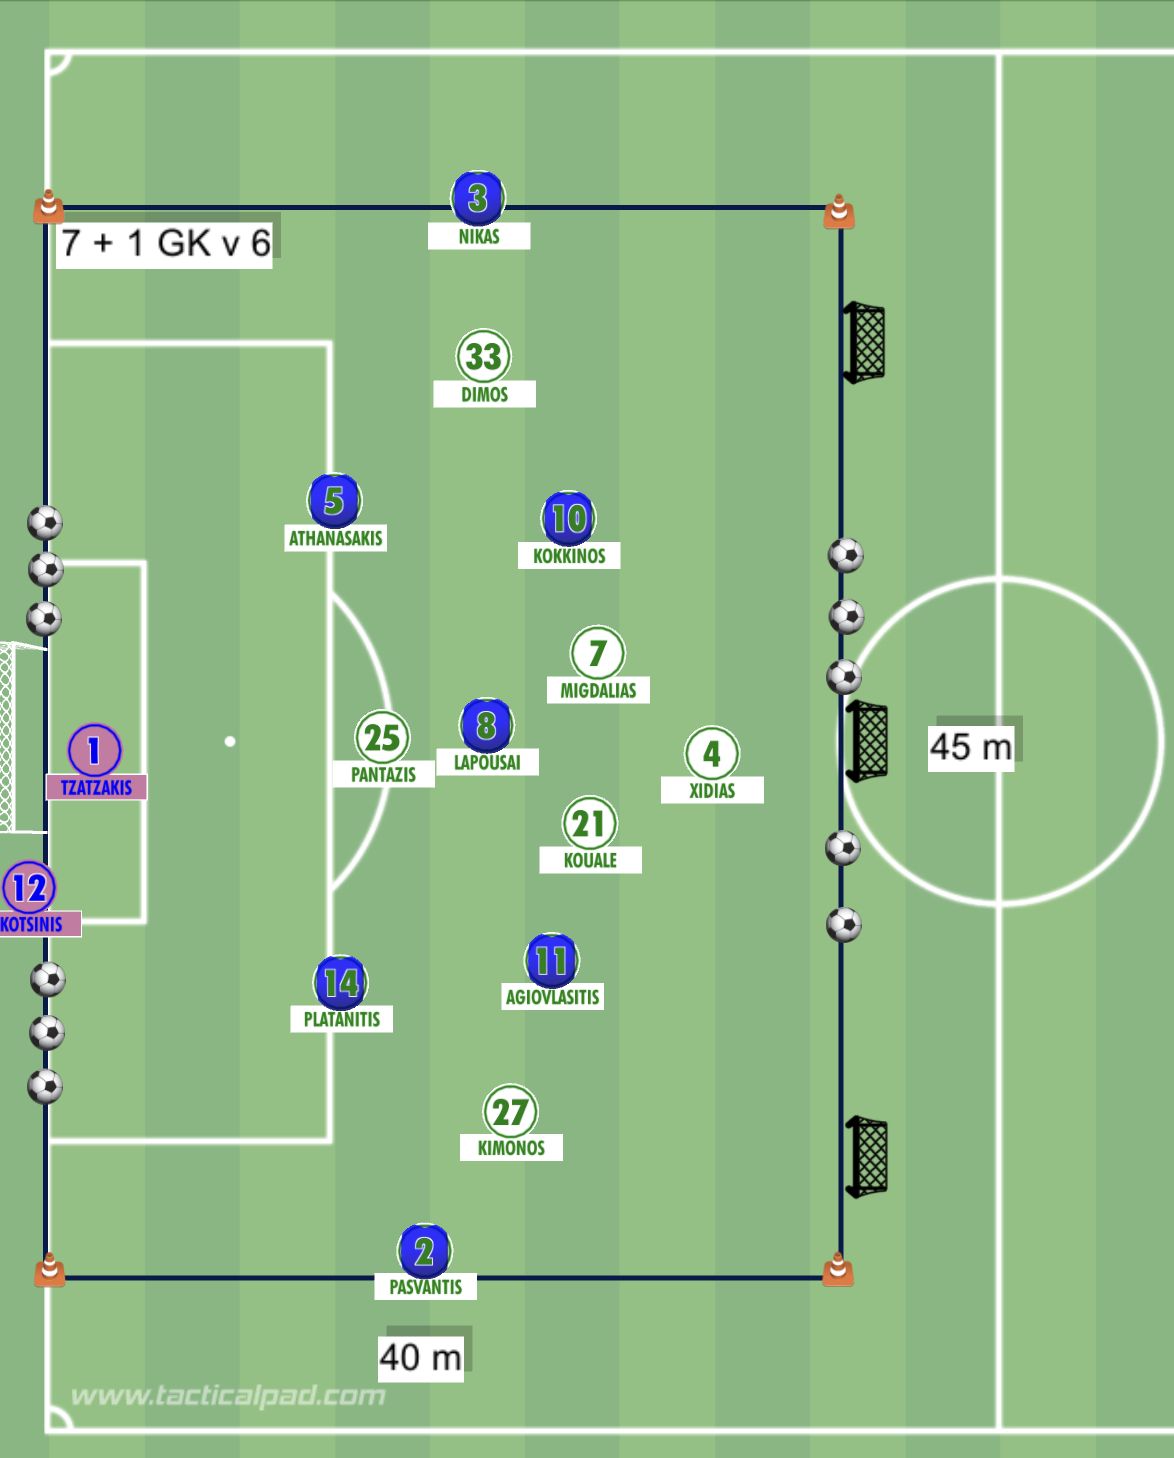 3
NIKAS
7 + 1 GK v 6
33
DIMOS
5
ATHANASAKIS
10
KOKKINOS
7
MIGDALIAS
25
PANTAZIS
8
LAPOUSAI
4
XIDIAS
45 m
1
TZATZAKIS
21
KOUALE
12
KOTSINIS
14
PLATANITIS
11
AGIOVLASITIS
27
KIMONOS
2
PASVANTIS
40 m
www.tacticalpad.com